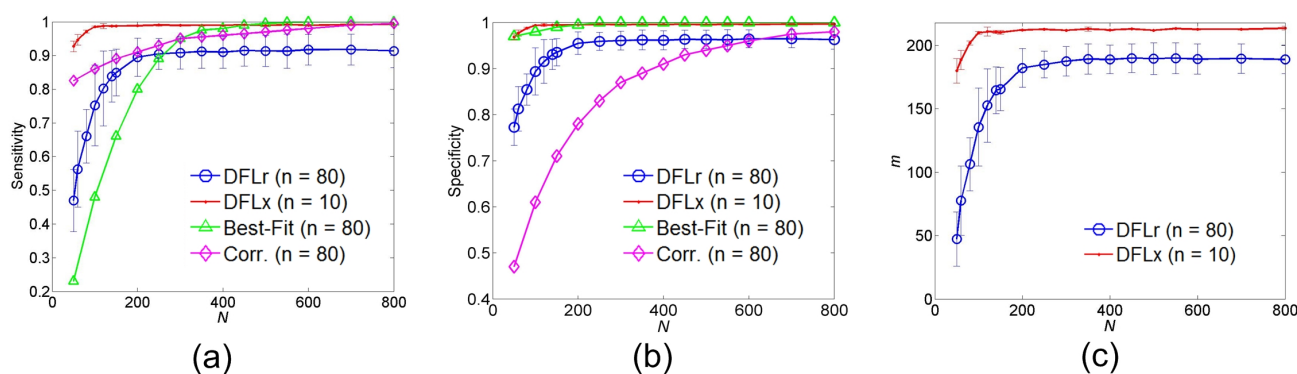 1
0.9
0.8
0.7
0.6
0.5
0.4
0.3
0.2
Sensitivity
0
200
400
600
800
N
DFLr (n = 80)
DFLx (n = 10)
Best-Fit (n = 80)
Corr. (n = 80)
(a)
1
0.9
0.8
0.7
0.6
0.5
0.4
Specificity
0
200
400
600
800
N
DFLr (n = 80)
DFLx (n = 10)
Best-Fit (n = 80)
Corr. (n = 80)
(b)
200
150
100
50
0
m
0
200
400
600
800
N
DFLr (n = 80)
DFLx (n = 10)
(c)